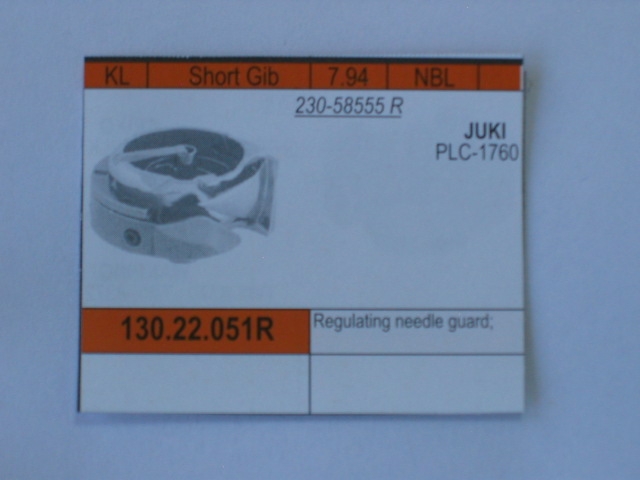 KL Short Gib 7.94 NBL
230-58555 R
JUKI
PLC-1760
130.22.051R Regulating needle guard;